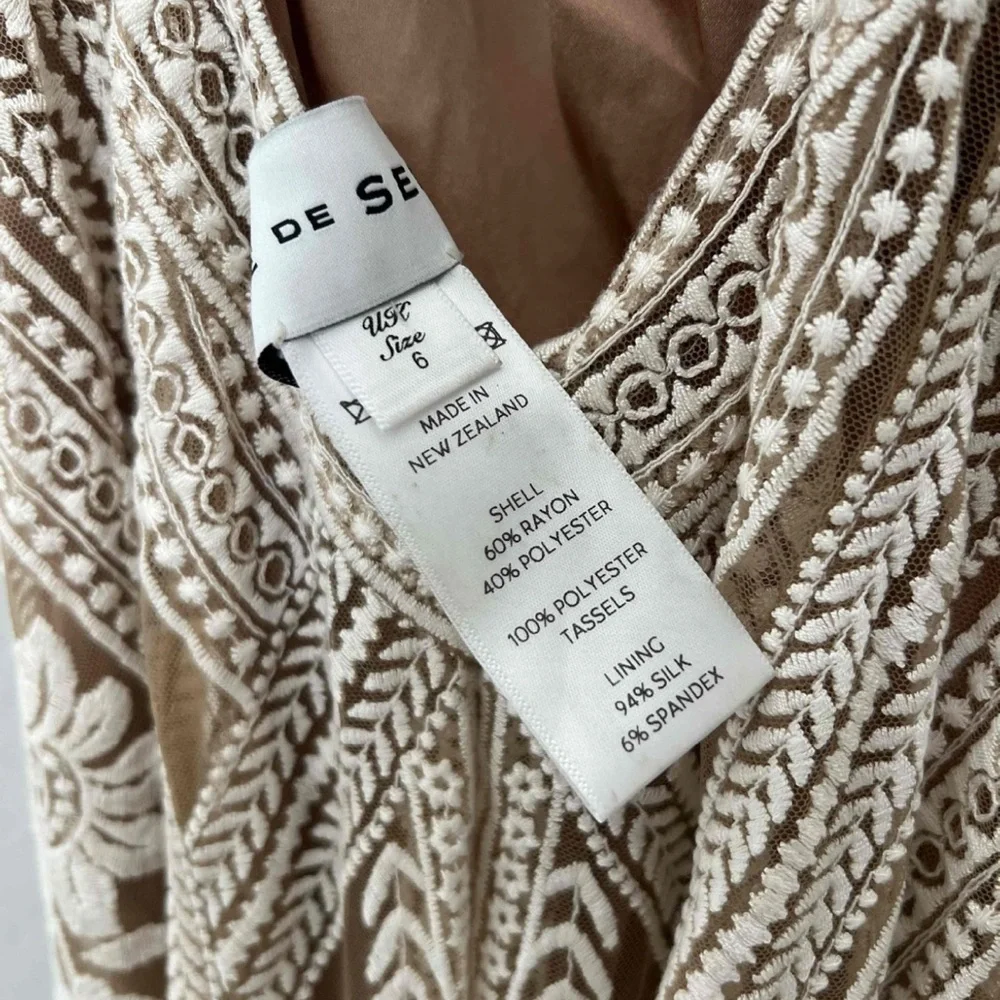 DE SE
UK
Size
6
MADE IN
NEW ZEALAND
SHELL
60% RAYON
40% POLYESTER
100% POLYESTER
TASSELS
LINING
94% SILK
6% SPANDEX